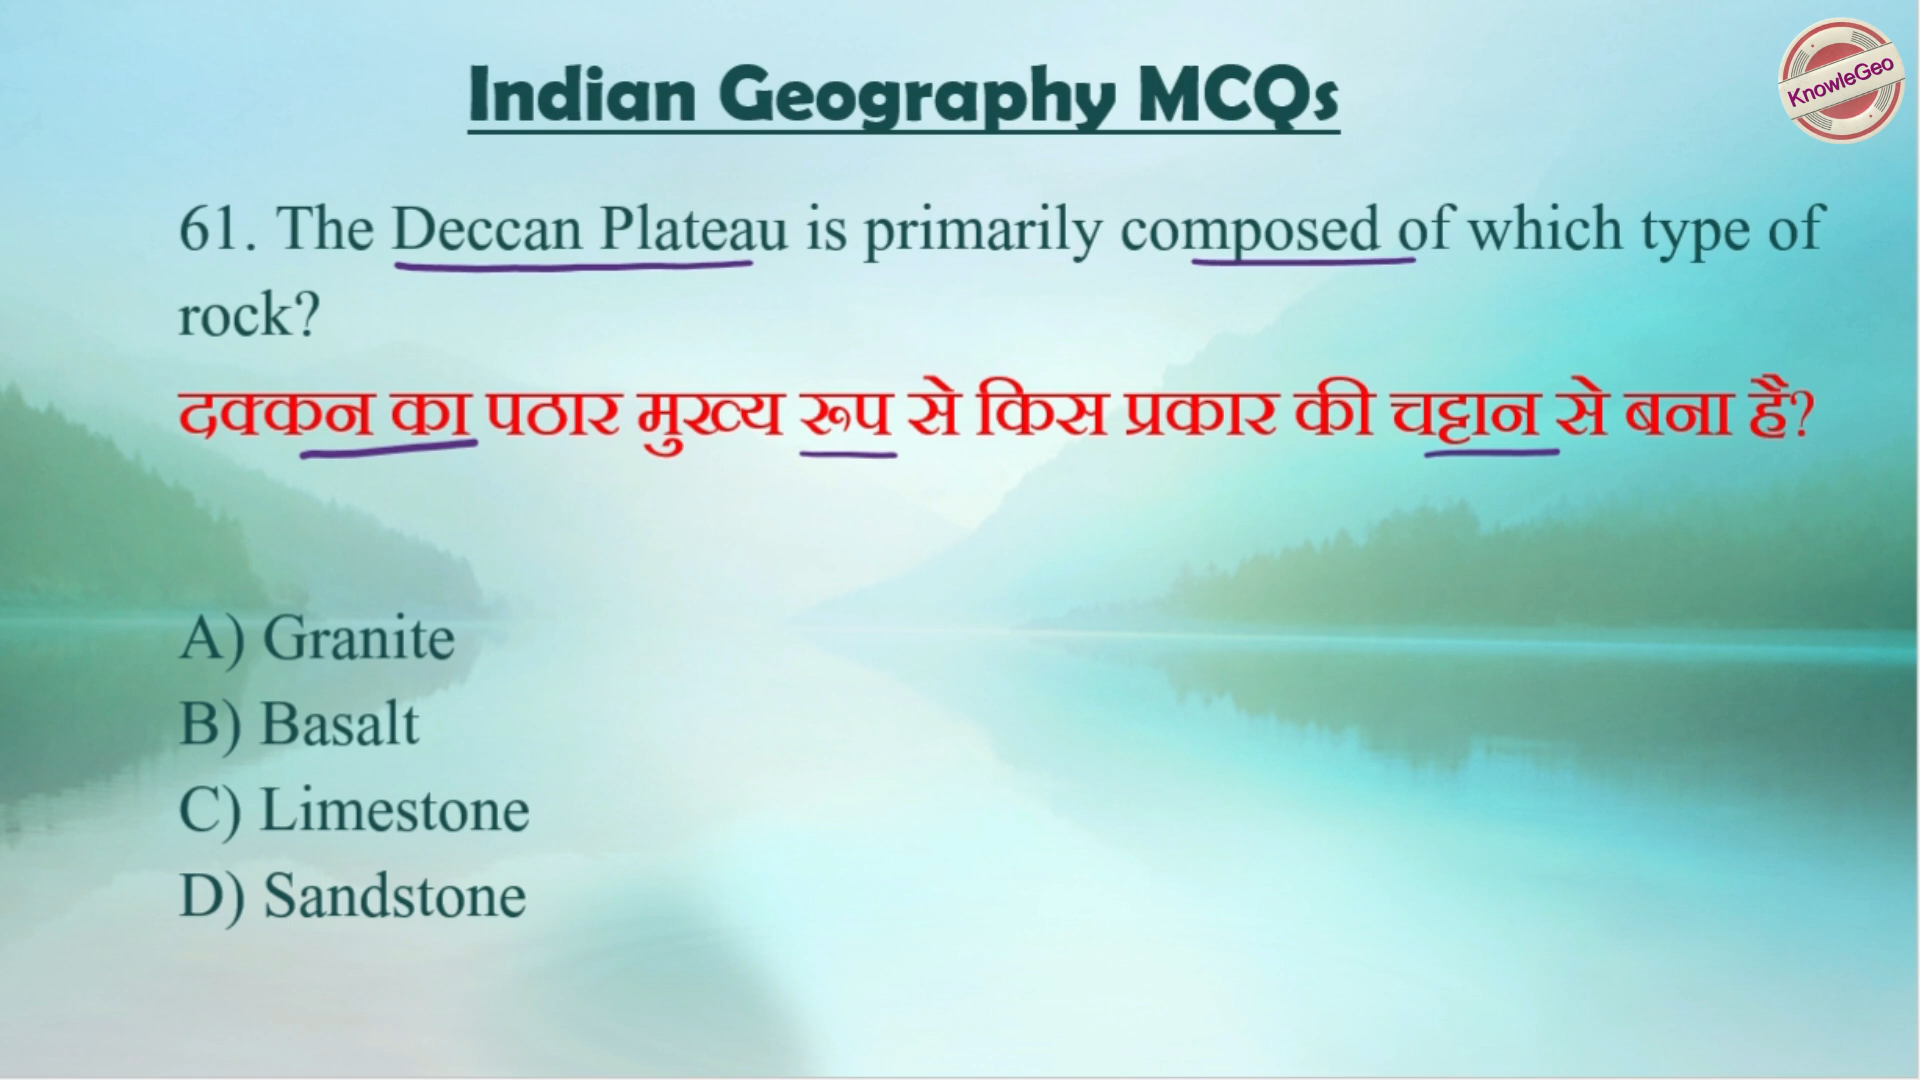 Indian Geography MCQs
KnowleGeo
61. The Deccan Plateau is primarily composed of which type of
rock?
दक्कन का पठार मुख्य रूप से किस प्रकार की चट्टान से बना है?
A) Granite
B) Basalt
C) Limestone
D) Sandstone